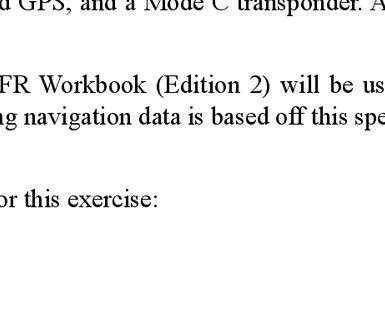 d GPS, and a Mode C transponder. A
FR Workbook (Edition 2) will be us
ng navigation data is based off this spe
or this exercise: